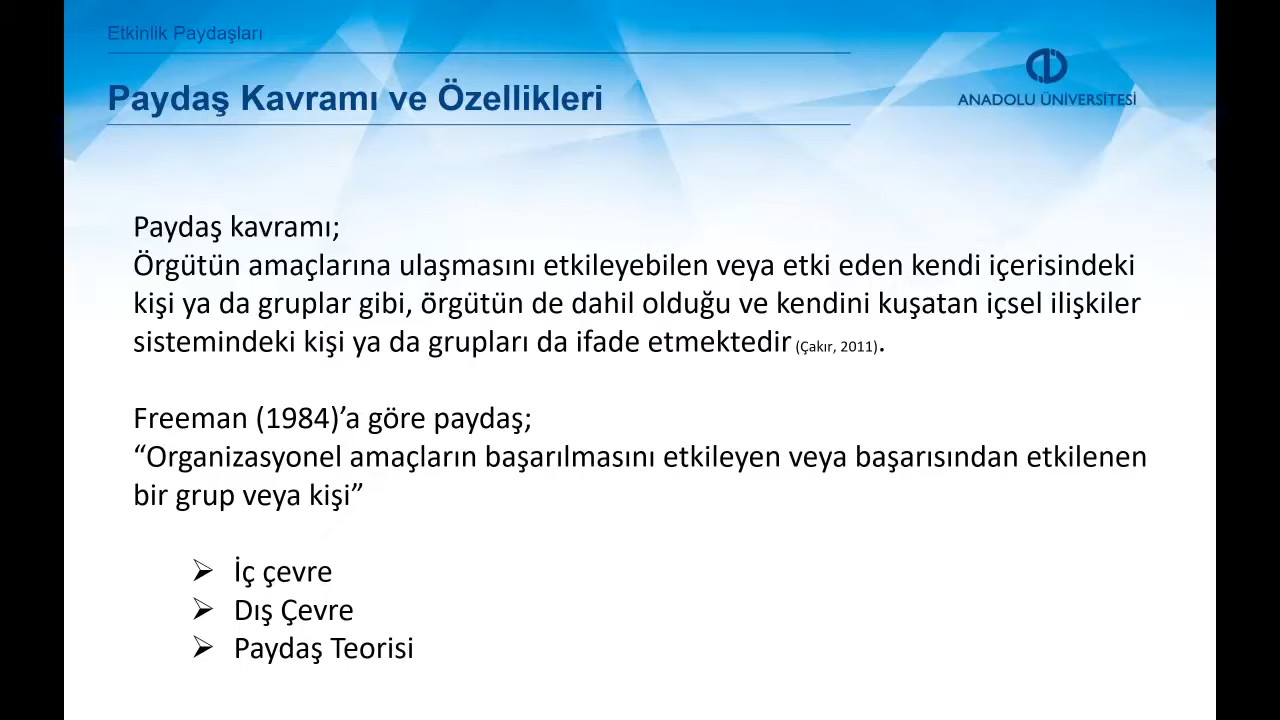 Etkinlik Paydaşları
Paydaş Kavramı ve Özellikleri
ANADOLU ÜNİVERSİTESİ
Paydaş kavramı;
Örgütün amaçlarına ulaşmasını etkileyebilen veya etki eden kendi içerisindeki
kişi ya da gruplar gibi, örgütün de dahil olduğu ve kendini kuşatan içsel ilişkiler
sistemindeki kişi ya da grupları da ifade etmektedir (Çakır, 2011).
Freeman (1984)’a göre paydaş;
“Organizasyonel amaçların başarılmasını etkileyen veya başarısından etkilenen
bir grup veya kişi”
➢ İç çevre
➢ Dış Çevre
➢ Paydaş Teorisi